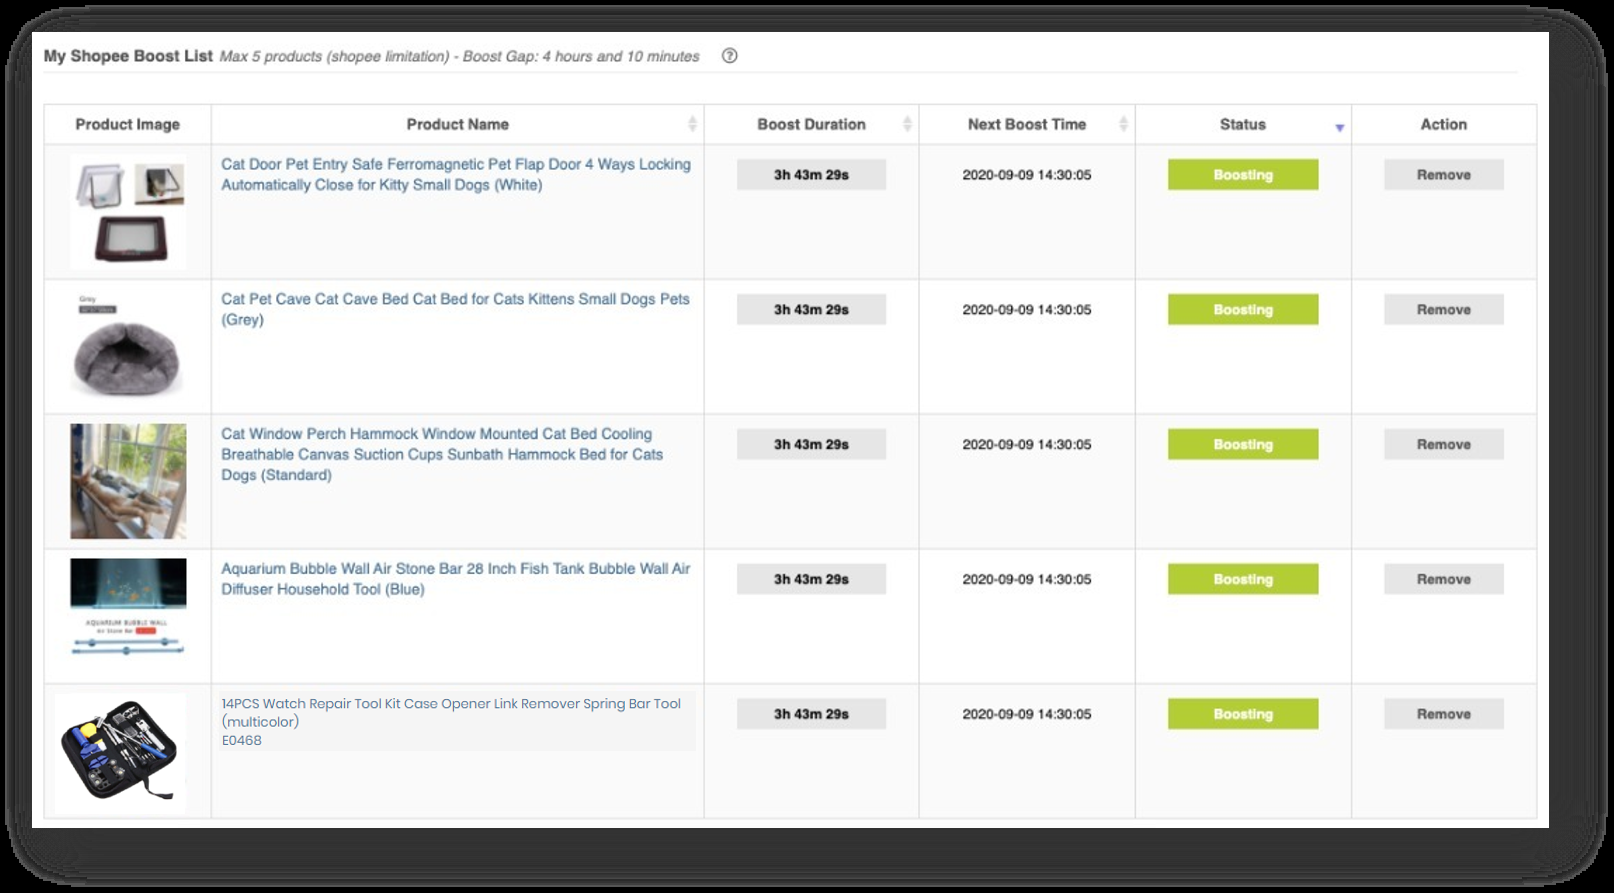 My Shopee Boost List Max 5 products (shopee limitation) - Boost Gap: 4 hours and 10 minutes ?
Product Image Product Name Boost Duration Next Boost Time Status Action
Cat Door Pet Entry Safe Ferromagnetic Pet Flap Door 4 Ways Locking
Automatically Close for Kitty Small Dogs (White)
3h 43m 29s 2020-09-09 14:30:05 Boosting Remove
Grey
Cat Pet Cave Cat Cave Bed Cat Bed for Cats Kittens Small Dogs Pets
(Grey)
3h 43m 29s 2020-09-09 14:30:05 Boosting Remove
Cat Window Perch Hammock Window Mounted Cat Bed Cooling
Breathable Canvas Suction Cups Sunbath Hammock Bed for Cats
Dogs (Standard)
3h 43m 29s 2020-09-09 14:30:05 Boosting Remove
AQUARIUM BUBBLE WALL
Air Stone Bar
Aquarium Bubble Wall Air Stone Bar 28 Inch Fish Tank Bubble Wall Air
Diffuser Household Tool (Blue)
3h 43m 29s 2020-09-09 14:30:05 Boosting Remove
14PCS Watch Repair Tool Kit Case Opener Link Remover Spring Bar Tool
(multicolor)
E0468
3h 43m 29s 2020-09-09 14:30:05 Boosting Remove